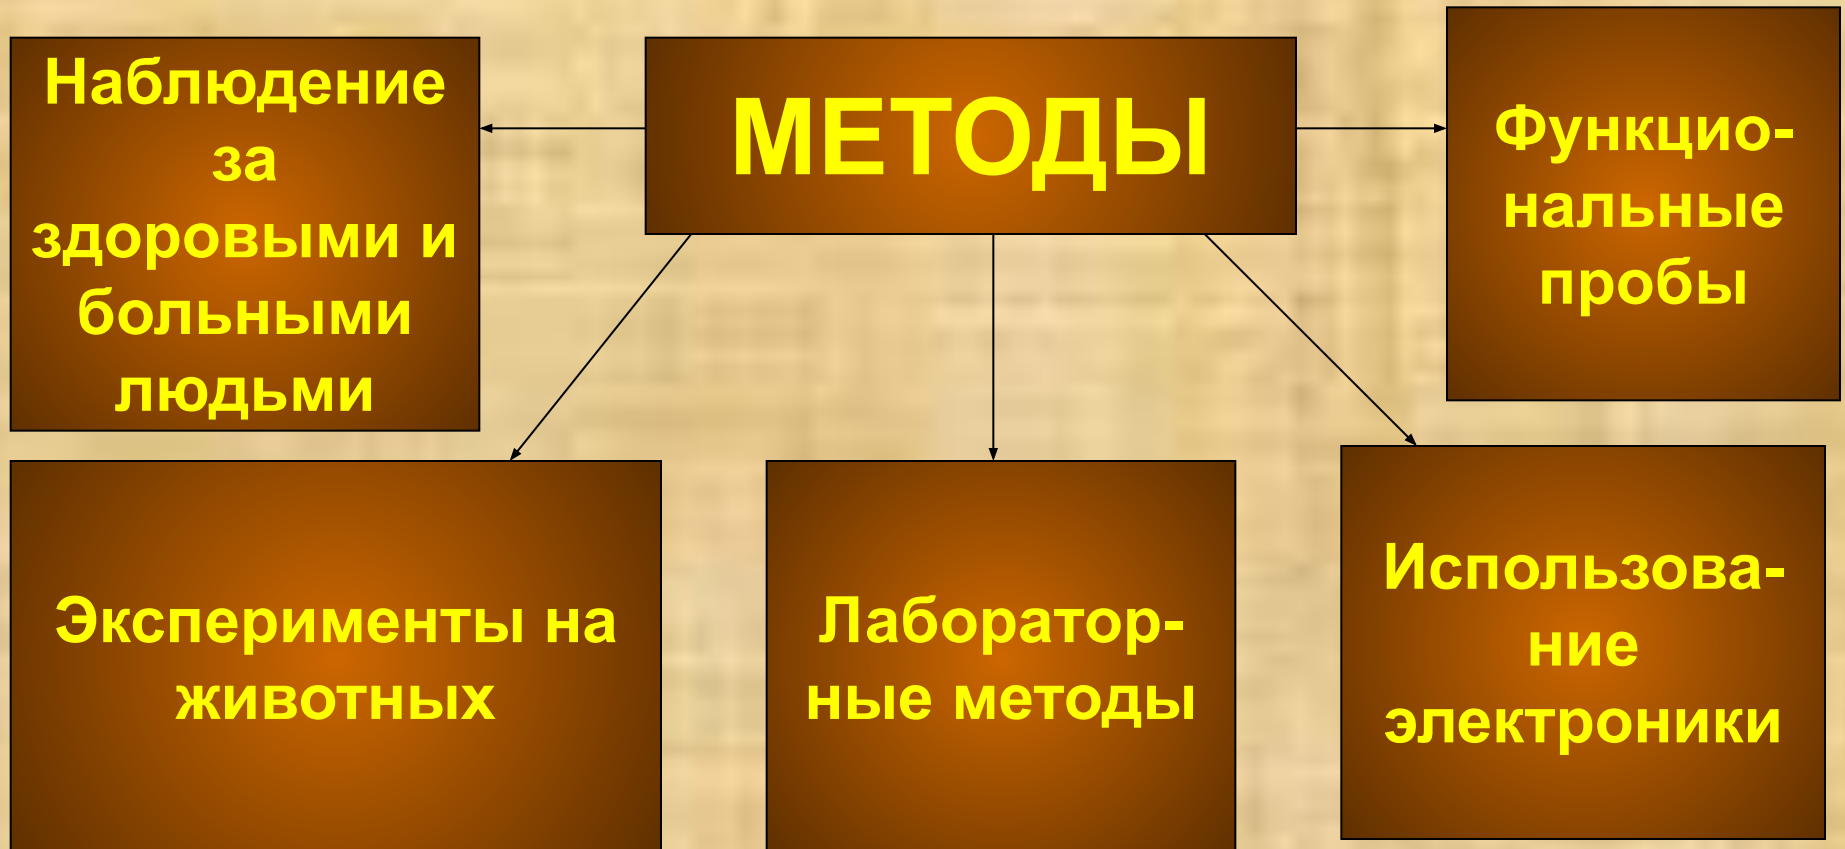 Наблюдение
за
здоровыми и
больными
людьми
МЕТОДЫ
Функцио-
нальные
пробы
Эксперименты на
животных
Лаборатор-
ные методы
Использова-
ние
электроники